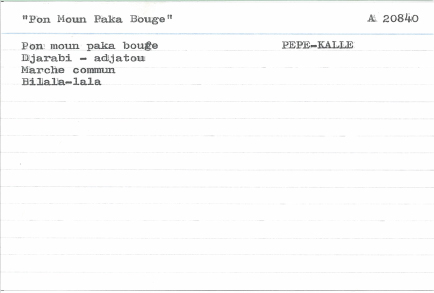 "Pon Moun Paka Bouge" A 20840
Pon moun paka bouge PEPE-KALLE
Djarabi - adjatou
Marche commun
Bilala-lala